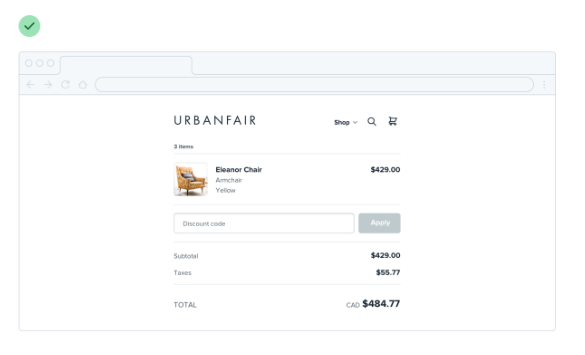 URBANFAIR
Shop
3 items
Eleanor Chair $429.00
Armchair
Yellow
Discount code Apply
Subtotal $429.00
Taxes $55.77
TOTAL CAD $484.77